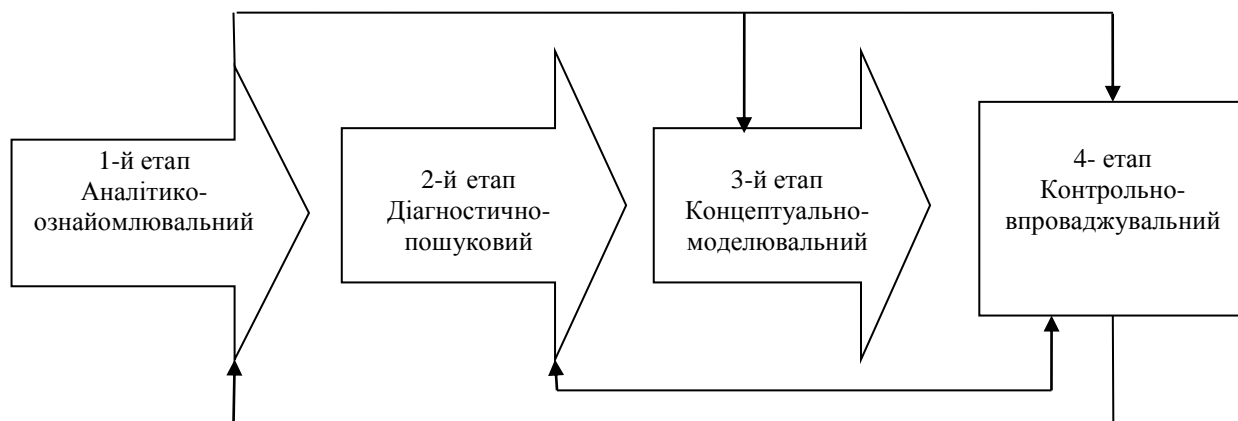 1-й етап
Аналітико-
ознайомлювальний
2-й етап
Діагностично-
пошуковий
3-й етап
Концептуально-
моделювальний
4- етап
Контрольно-
впроваджувальний